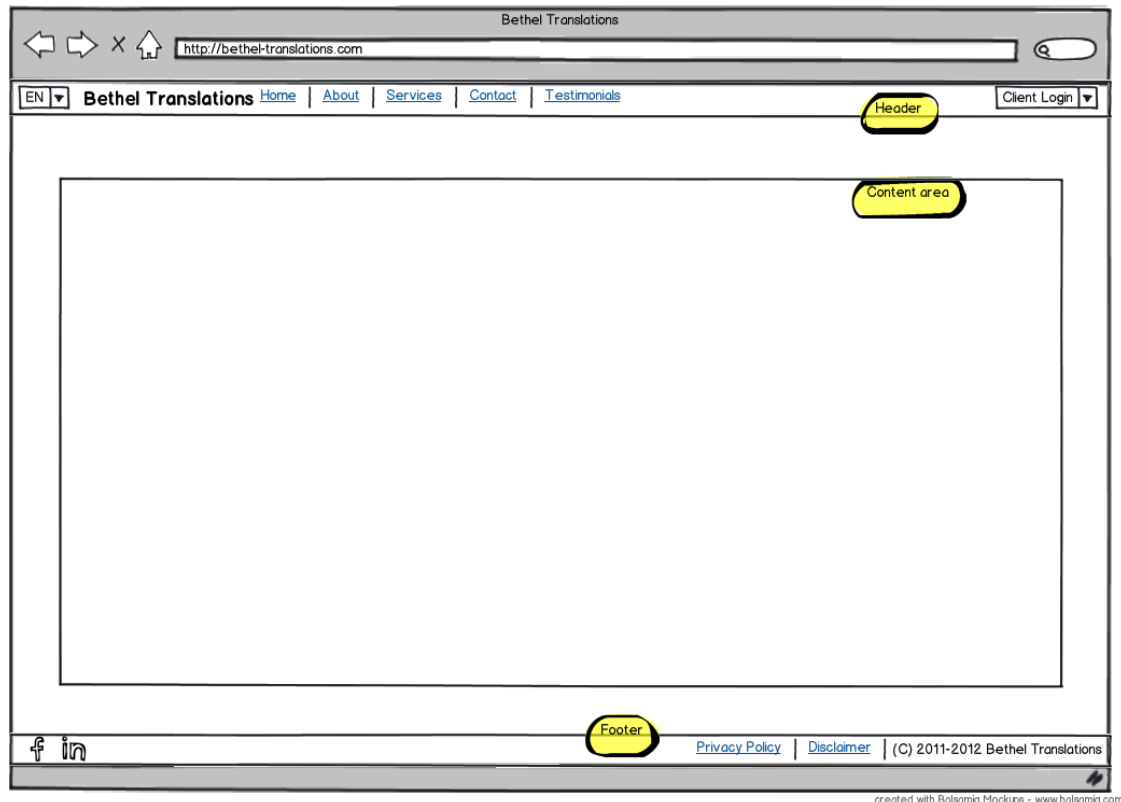 Bethel Translations
http://bethel-translations.com
EN Bethel Translations Home About Services Contact Testimonials Client Login
Header
Content area
Footer
f in Privacy Policy Disclaimer (C) 2011-2012 Bethel Translations
created with Balsamiq Mockups - www.balsamiq.com